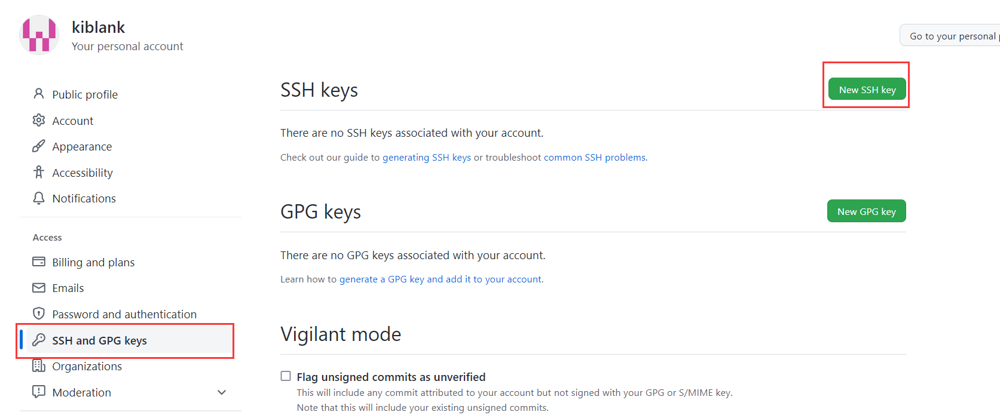 kiblank
Your personal account
Go to your personal
Public profile
Account
Appearance
Accessibility
Notifications
Access
Billing and plans
Emails
Password and authentication
SSH and GPG keys
Organizations
Moderation
SSH keys
New SSH key
There are no SSH keys associated with your account.
Check out our guide to generating SSH keys or troubleshoot common SSH problems.
GPG keys
New GPG key
There are no GPG keys associated with your account.
Learn how to generate a GPG key and add it to your account.
Vigilant mode
Flag unsigned commits as unverified
This will include any commit attributed to your account but not signed with your GPG or S/MIME key.
Note that this will include your existing unsigned commits.